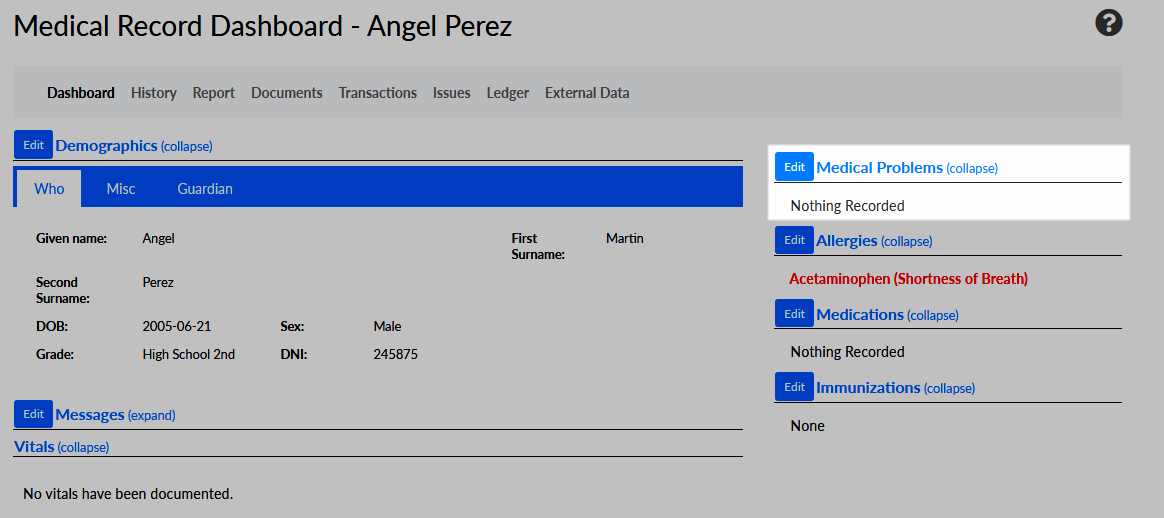 Medical Record Dashboard - Angel Perez
?
Dashboard History Report Documents Transactions Issues Ledger External Data
Edit Demographics (collapse)
Who Misc Guardian
Given name: Angel First Surname: Martin
Second Surname: Perez
DOB: 2005-06-21 Sex: Male
Grade: High School 2nd DNI: 245875
Edit Messages (expand)
Vitals (collapse)
No vitals have been documented.
Edit Medical Problems (collapse)
Nothing Recorded
Edit Allergies (collapse)
Acetaminophen (Shortness of Breath)
Edit Medications (collapse)
Nothing Recorded
Edit Immunizations (collapse)
None